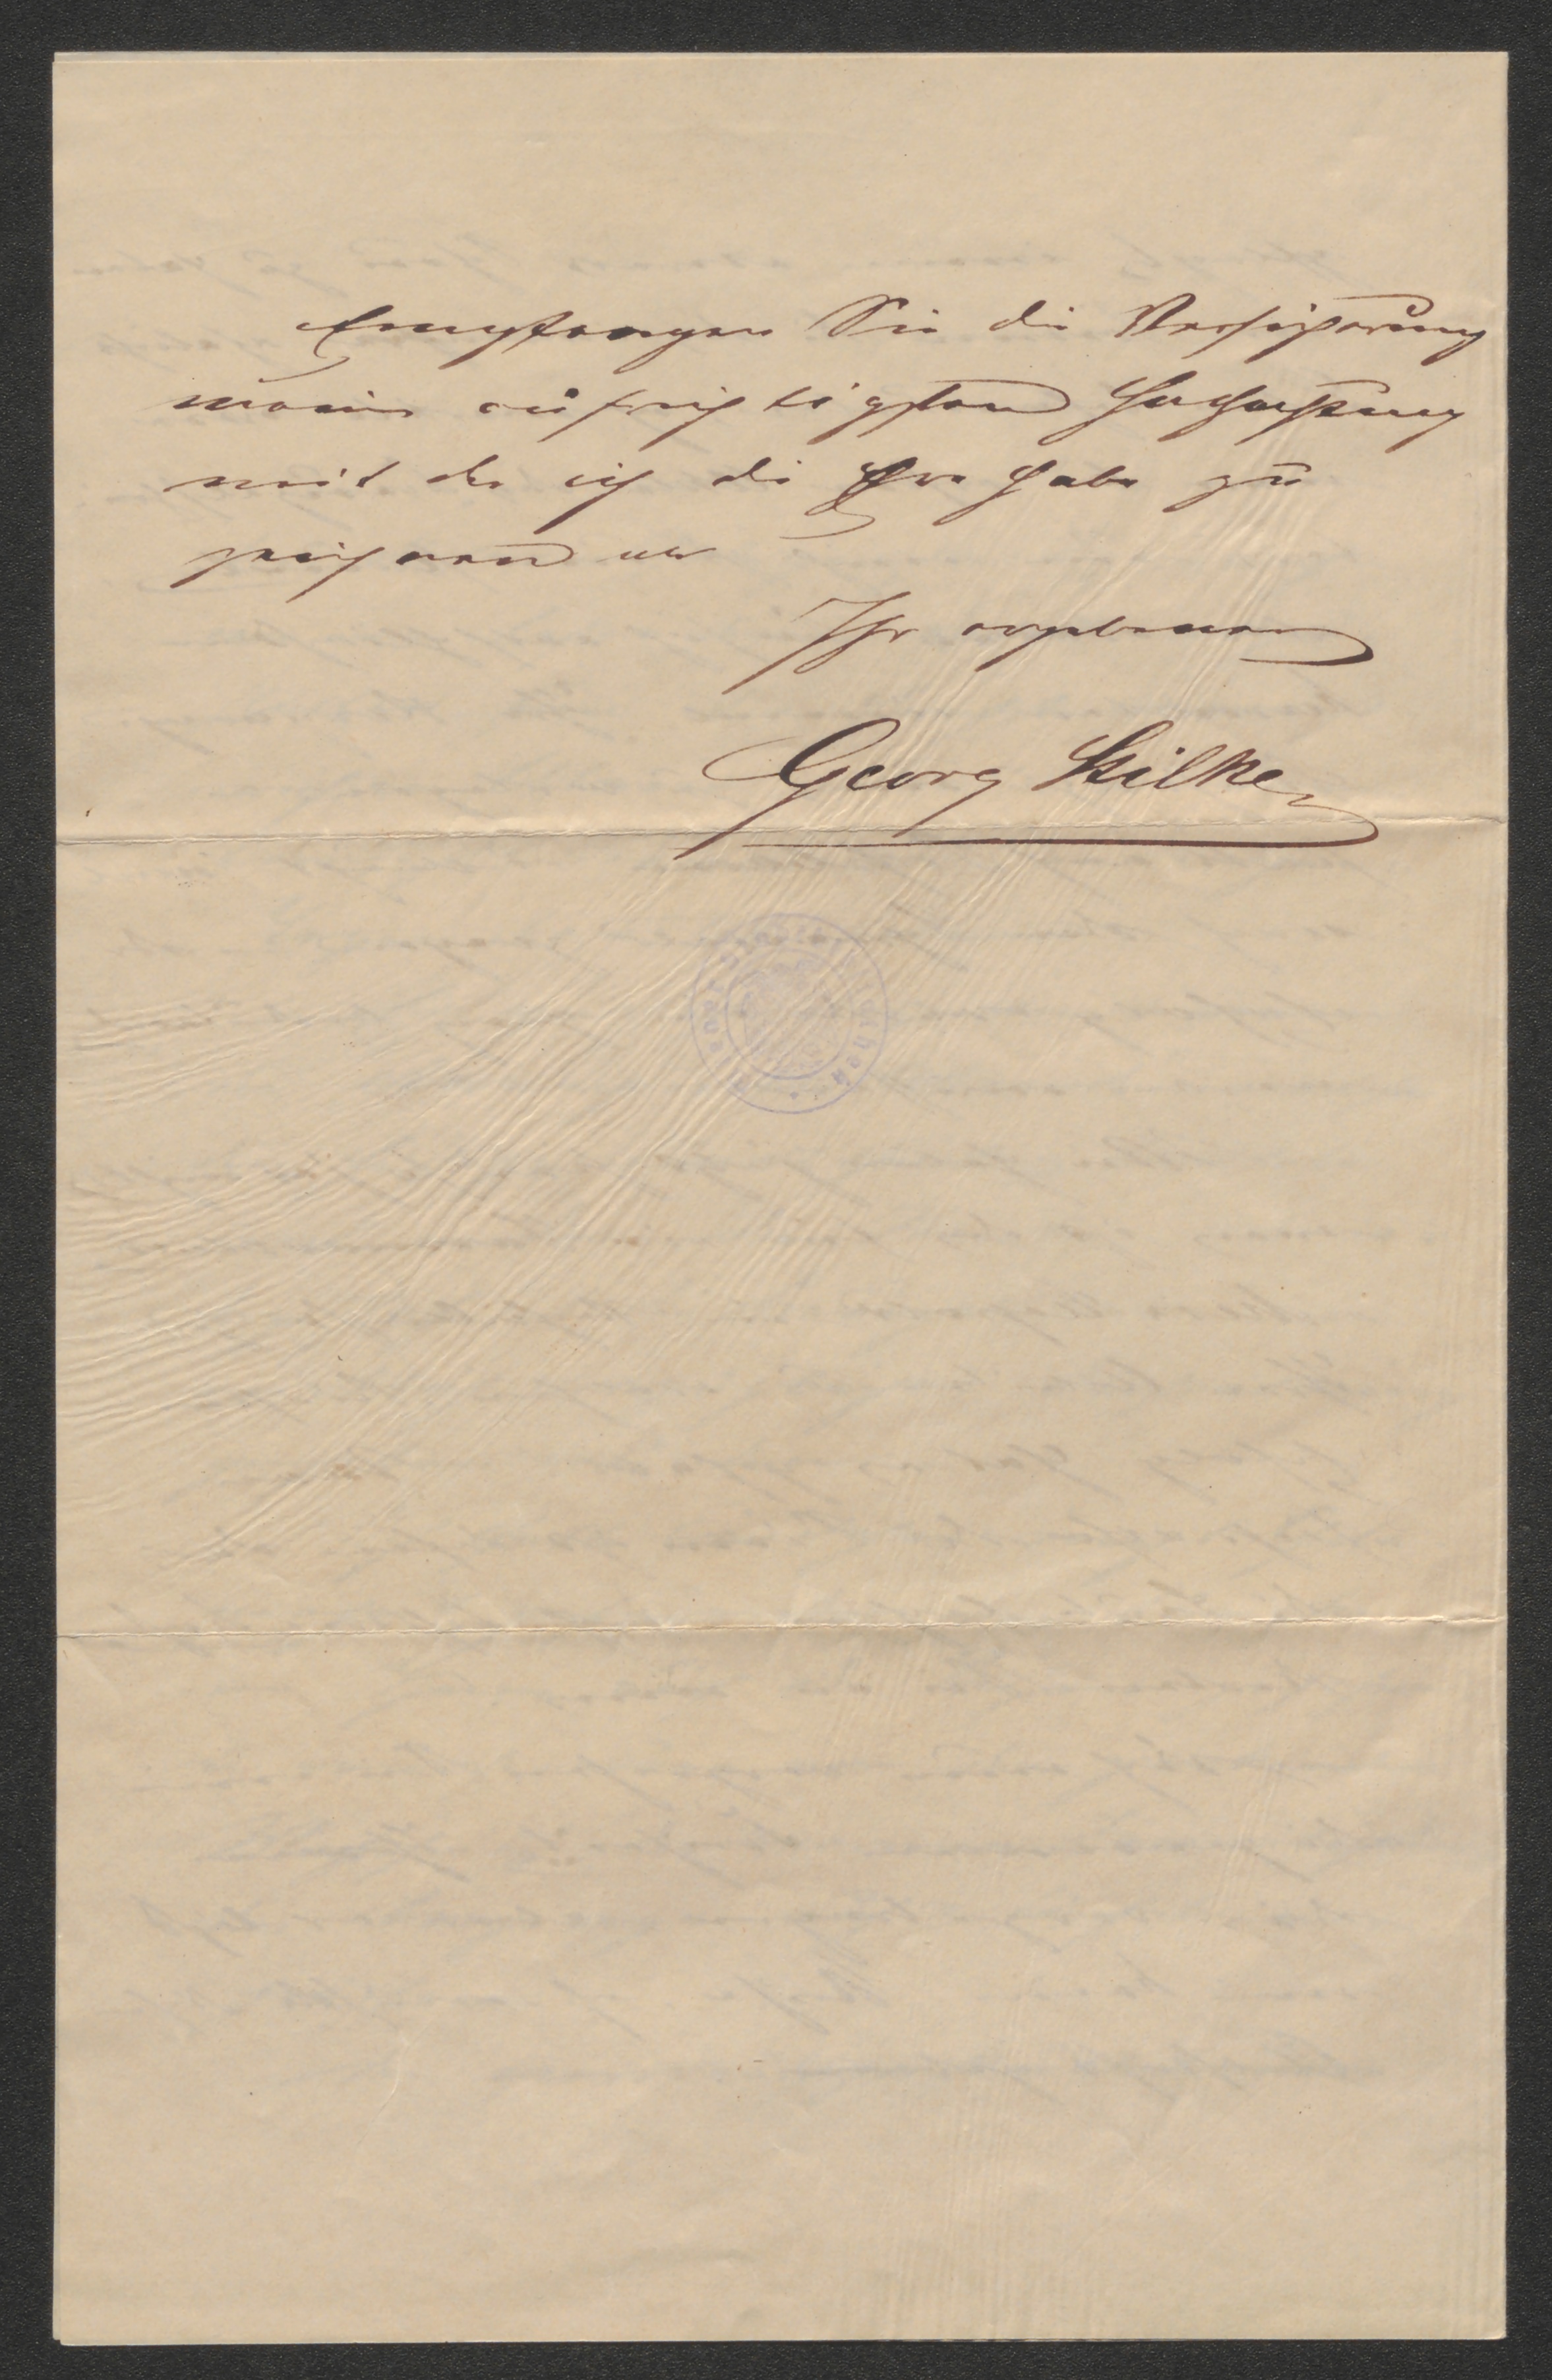 Empfangen Sie die Versicherung
meiner aufrichtigsten Hochachtung
mit der ich die Ehre habe zu
zeichnen als
Ihr ergebener
Georg Stilke